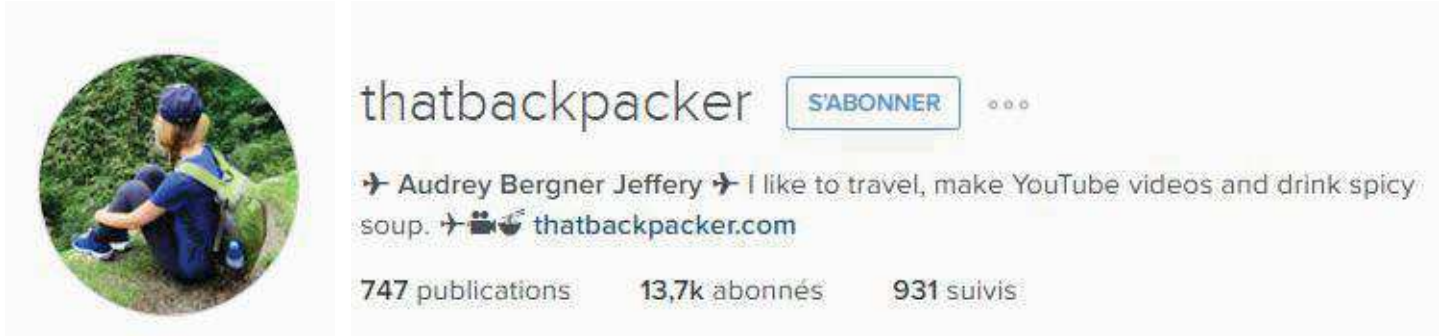 thatbackpacker S'ABONNER
✈ Audrey Bergner Jeffery ✈ I like to travel, make YouTube videos and drink spicy
soup. ✈🎥🍜 thatbackpacker.com
747 publications 13,7k abonnés 931 suivis